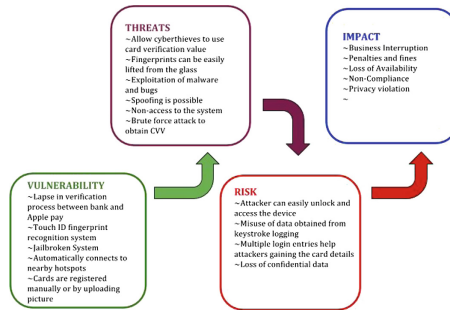 THREATS
~Allow cyberthieves to use
card verification value
~Fingerprints can be easily
lifted from the glass
~Exploitation of malware
and bugs
~Spoofing is possible
~Non-access to the system
~Brute force attack to
obtain CVV
IMPACT
~Business Interruption
~Penalties and fines
~Loss of Availability
~Non-Compliance
~Privacy violation
~
VULNERABILITY
~Lapse in verification
process between bank and
Apple pay
~Touch ID fingerprint
recognition system
~Jailbroken System
~Automatically connects to
nearby hotspots
~Cards are registered
manually or by uploading
picture
RISK
~Attacker can easily unlock and
access the device
~Misuse of data obtained from
keystroke logging
~Multiple login entries help
attackers gaining the card details
~Loss of confidential data